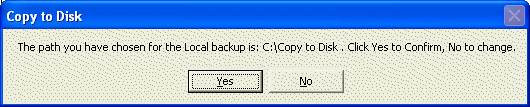 Copy to Disk
The path you have chosen for the Local backup is: C:\Copy to Disk . Click Yes to Confirm, No to change.
Yes
No